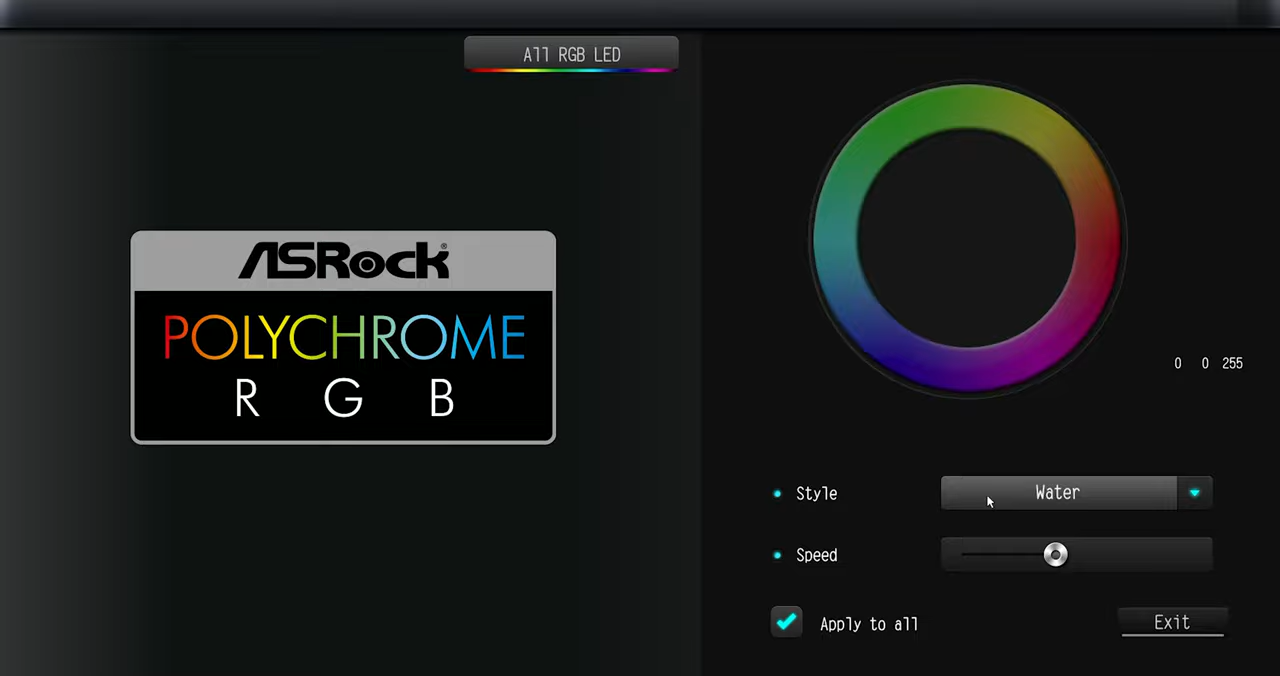 All RGB LED
ASRock®
POLYCHROME
R G B
0 0 255
Style
Water
Speed
Apply to all
Exit